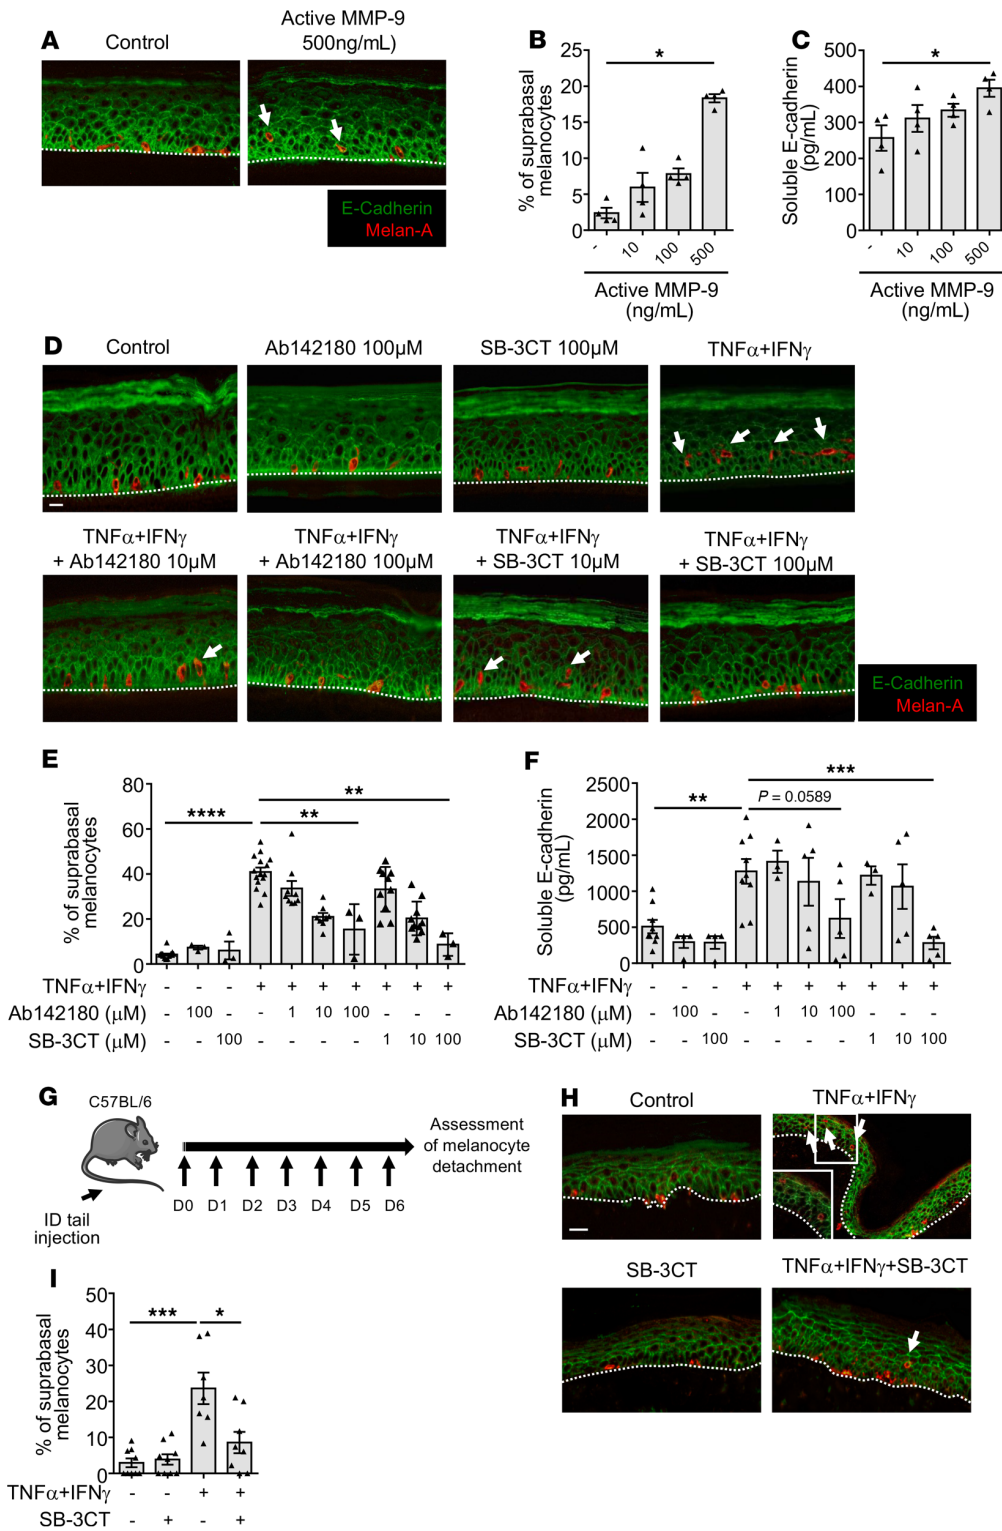 A
Control
Active MMP-9
500ng/mL)
E-Cadherin
Melan-A
B
% of suprabasal
melanocytes
25
20
15
10
5
0
*
-
10
100
500
Active MMP-9
(ng/mL)
C
Soluble E-cadherin
(pg/mL)
500
400
300
200
100
0
*
-
10
100
500
Active MMP-9
(ng/mL)
D
Control
Ab142180 100µM
SB-3CT 100µM
TNFα+IFNγ
TNFα+IFNγ
+ Ab142180 10µM
TNFα+IFNγ
+ Ab142180 100µM
TNFα+IFNγ
+ SB-3CT 10µM
TNFα+IFNγ
+ SB-3CT 100µM
E-Cadherin
Melan-A
E
% of suprabasal
melanocytes
80
60
40
20
0
****
**
**
TNFα+IFNγ - - - + + + + + + +
Ab142180 (µM) - 100 - - 1 10 100 - - -
SB-3CT (µM) - - 100 - - - - 1 10 100
F
Soluble E-cadherin
(pg/mL)
2500
2000
1500
1000
500
0
**
***
P = 0.0589
TNFα+IFNγ - - - + + + + + + +
Ab142180 (µM) - 100 - - 1 10 100 - - -
SB-3CT (µM) - - 100 - - - - 1 10 100
G
C57BL/6
ID tail
injection
D0 D1 D2 D3 D4 D5 D6
Assessment
of melanocyte
detachment
H
Control
TNFα+IFNγ
SB-3CT
TNFα+IFNγ+SB-3CT
I
% of suprabasal
melanocytes
50
40
30
20
10
0
***
*
TNFα+IFNγ - - + +
SB-3CT - + - +